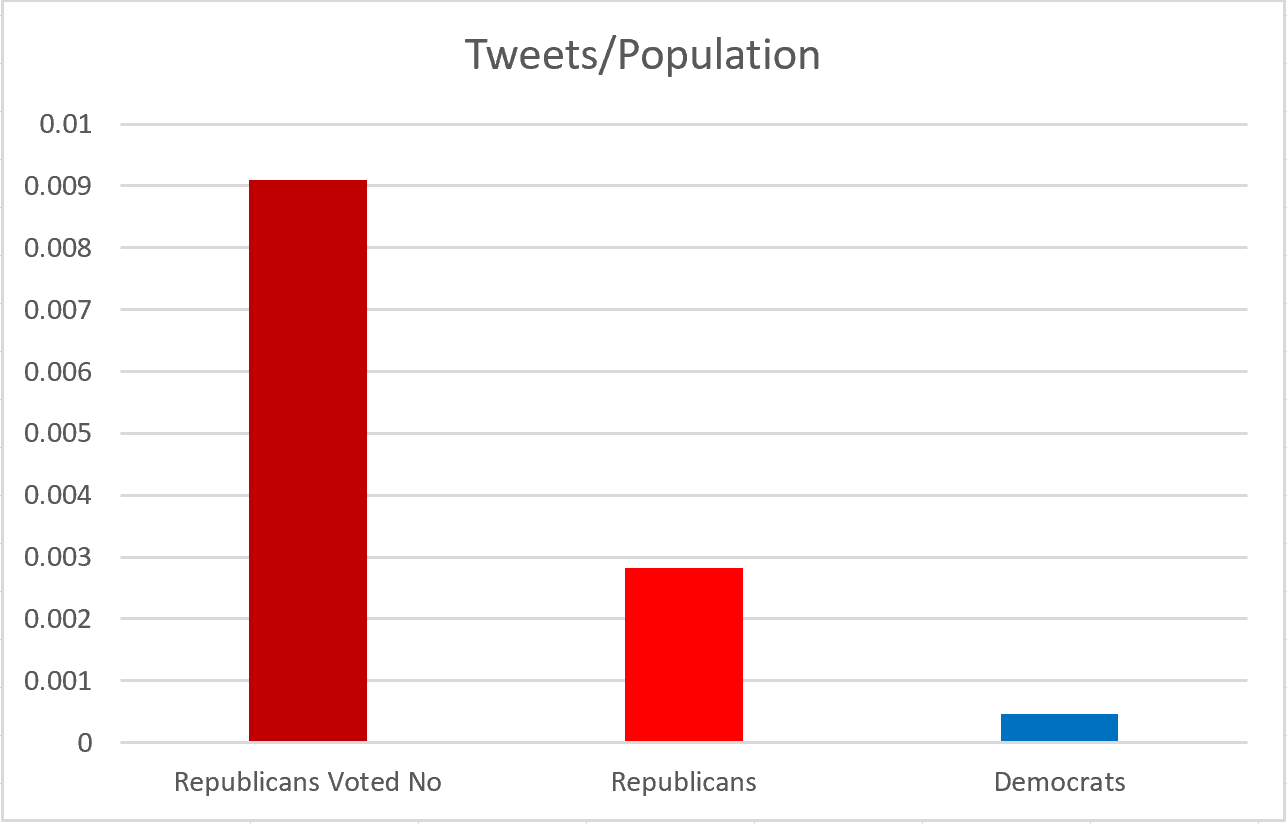 Tweets/Population
0.01
0.009
0.008
0.007
0.006
0.005
0.004
0.003
0.002
0.001
0
Republicans Voted No
Republicans
Democrats